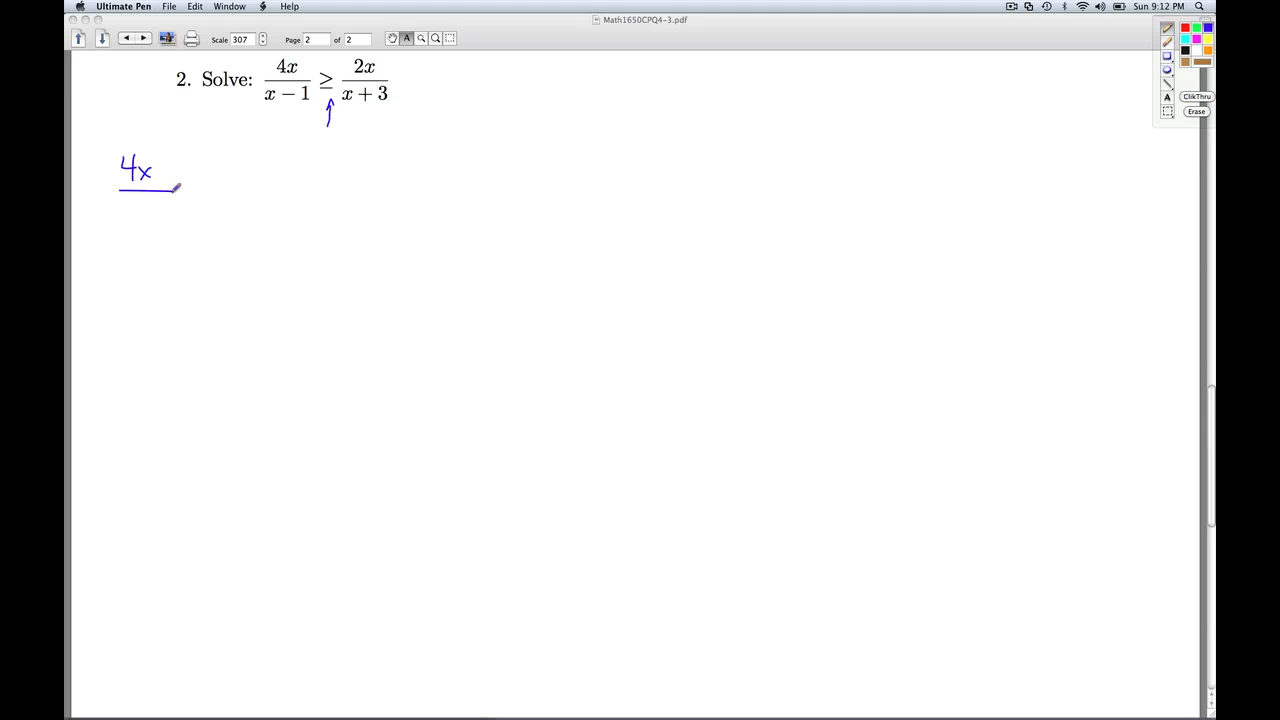 Ultimate Pen File Edit Window Help Sun 9:12 PM
Math1650CPQ4-3.pdf
Scale 307 Page 2 of 2 A
2. Solve: 4x/(x − 1) ≥ 2x/(x + 3)
4x
A
ClikThru
Erase